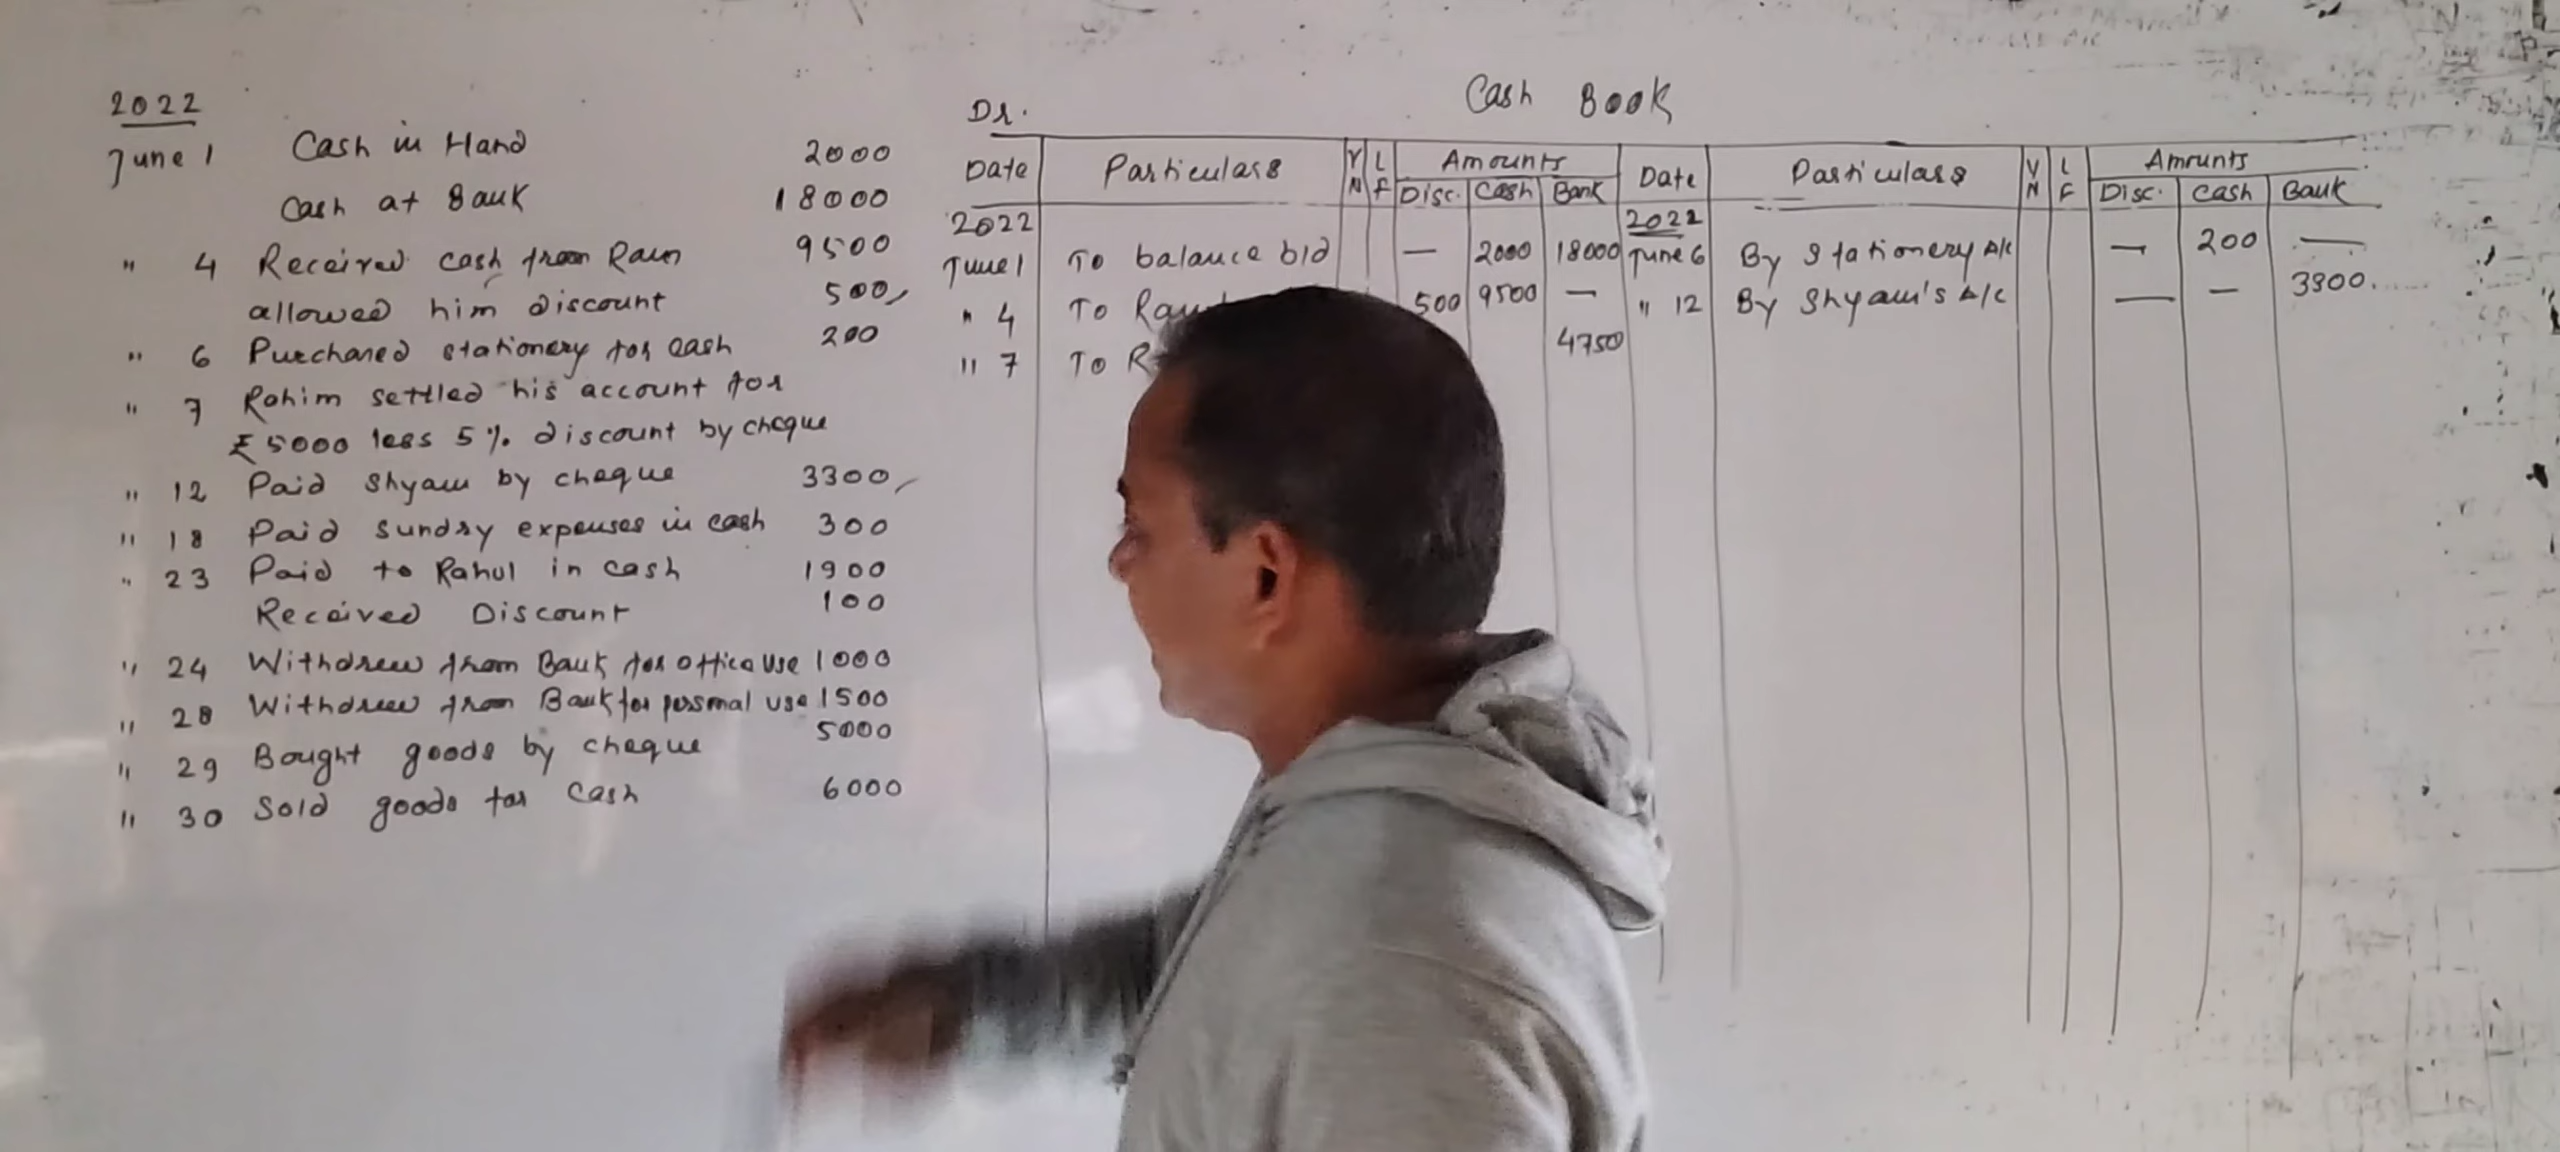 2022
June 1 Cash in Hand 2000
Cash at Bank 18000
" 4 Received cash from Ram 9500
allowed him discount 500
" 6 Purchased stationery for cash 200
" 7 Rahim settled his account for
₹ 5000 less 5% discount by cheque
" 12 Paid Shyam by cheque 3300
" 18 Paid sundry expenses in cash 300
" 23 Paid to Rahul in cash 1900
Received Discount 100
" 24 Withdrew from Bank for office use 1000
" 28 Withdrew from Bank for personal use 1500
" 29 Bought goods by cheque 5000
" 30 Sold goods for cash 6000
Cash Book
Dr.
Date Particulars VN LF Amounts Date Particulars VN LF Amounts
Disc. Cash Bank Disc. Cash Bank
2022 2022
June 1 To balance b/d — 2000 18000 June 6 By Stationery A/c — 200 —
" 4 To 500 9500 — " 12 By Shyam's A/c — — 3300
" 7 To 4750